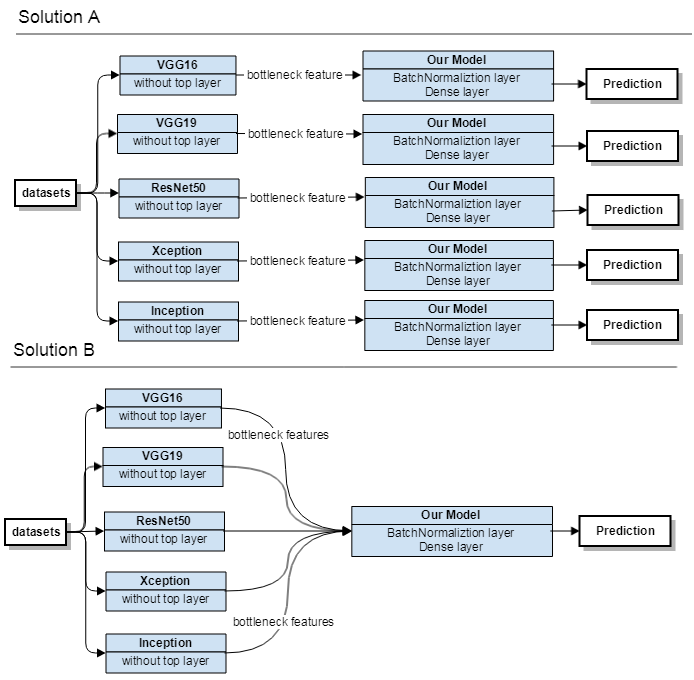 Solution A
VGG16
without top layer
bottleneck feature
Our Model
BatchNormaliztion layer
Dense layer
Prediction
VGG19
without top layer
bottleneck feature
Our Model
BatchNormaliztion layer
Dense layer
Prediction
datasets
ResNet50
without top layer
bottleneck feature
Our Model
BatchNormaliztion layer
Dense layer
Prediction
Xception
without top layer
bottleneck feature
Our Model
BatchNormaliztion layer
Dense layer
Prediction
Inception
without top layer
bottleneck feature
Our Model
BatchNormaliztion layer
Dense layer
Prediction
Solution B
VGG16
without top layer
bottleneck features
VGG19
without top layer
datasets
ResNet50
without top layer
Our Model
BatchNormaliztion layer
Dense layer
Prediction
Xception
without top layer
bottleneck features
Inception
without top layer